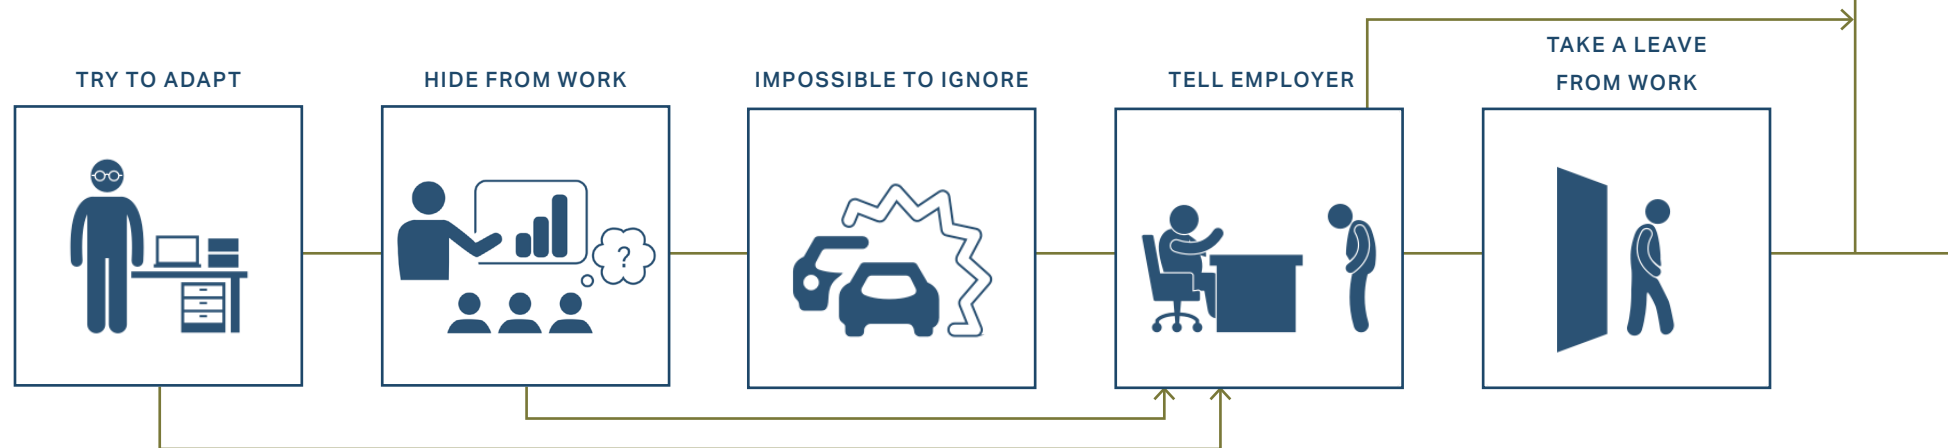 TRY TO ADAPT
HIDE FROM WORK
IMPOSSIBLE TO IGNORE
TELL EMPLOYER
TAKE A LEAVE
FROM WORK
?